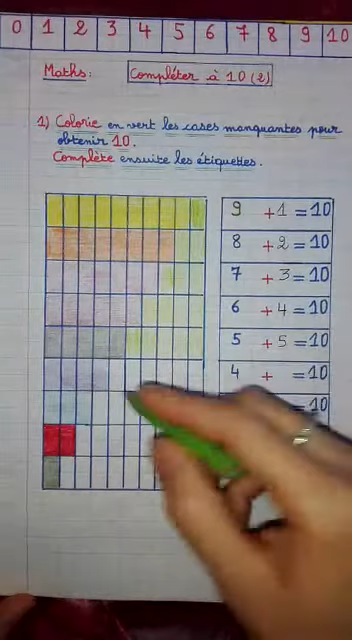 0 1 2 3 4 5 6 7 8 9 10
Maths: Compléter à 10 (2)
1) Colorie en vert les cases manquantes pour
obtenir 10.
Complète ensuite les étiquettes.
9 + 1 = 10
8 + 2 = 10
7 + 3 = 10
6 + 4 = 10
5 + 5 = 10
4 + = 10
= 10